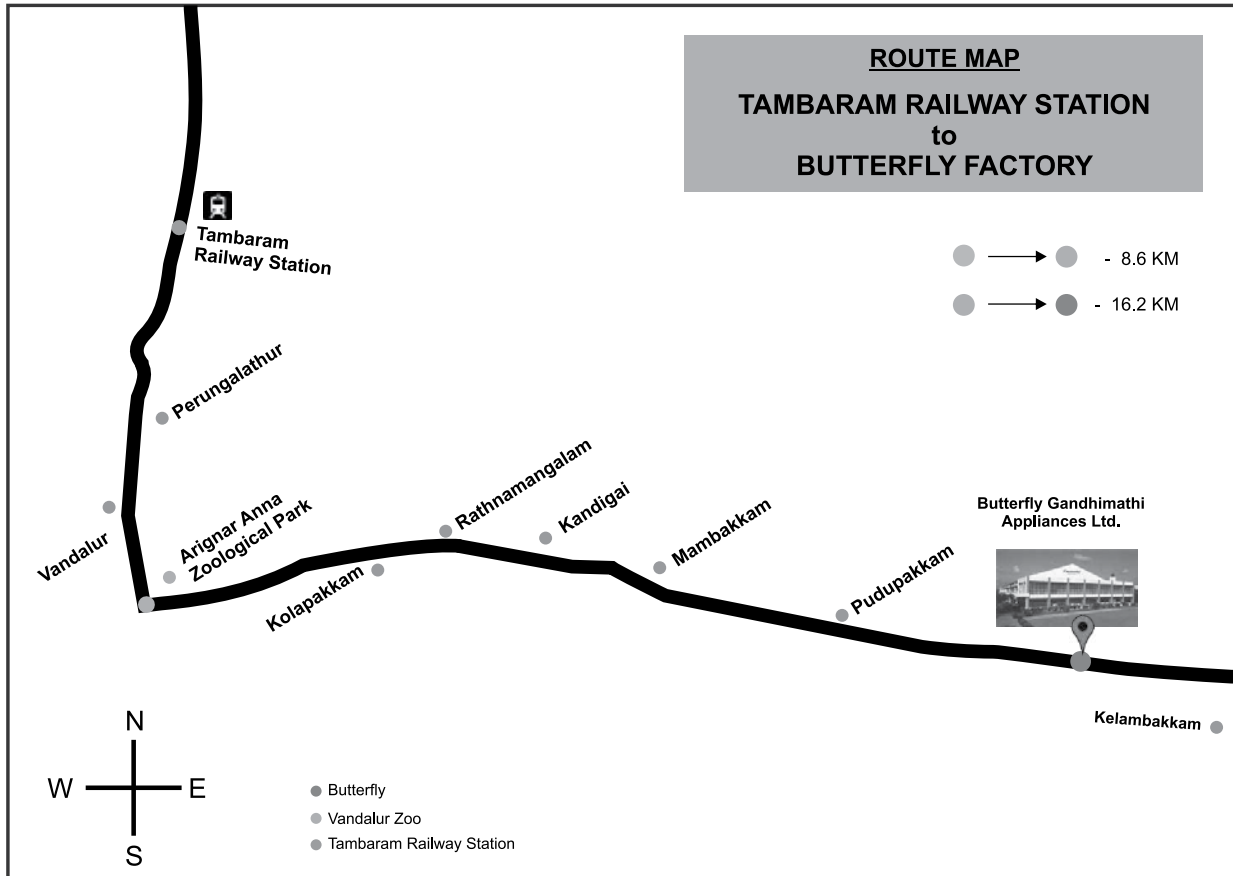 ROUTE MAP
TAMBARAM RAILWAY STATION
to
BUTTERFLY FACTORY
- 8.6 KM
- 16.2 KM
Tambaram
Railway Station
Perungalathur
Vandalur
Arignar Anna
Zoological Park
Kolapakkam
Rathnamangalam
Kandigai
Mambakkam
Pudupakkam
Butterfly Gandhimathi
Appliances Ltd.
Kelambakkam
N
W
E
S
Butterfly
Vandalur Zoo
Tambaram Railway Station